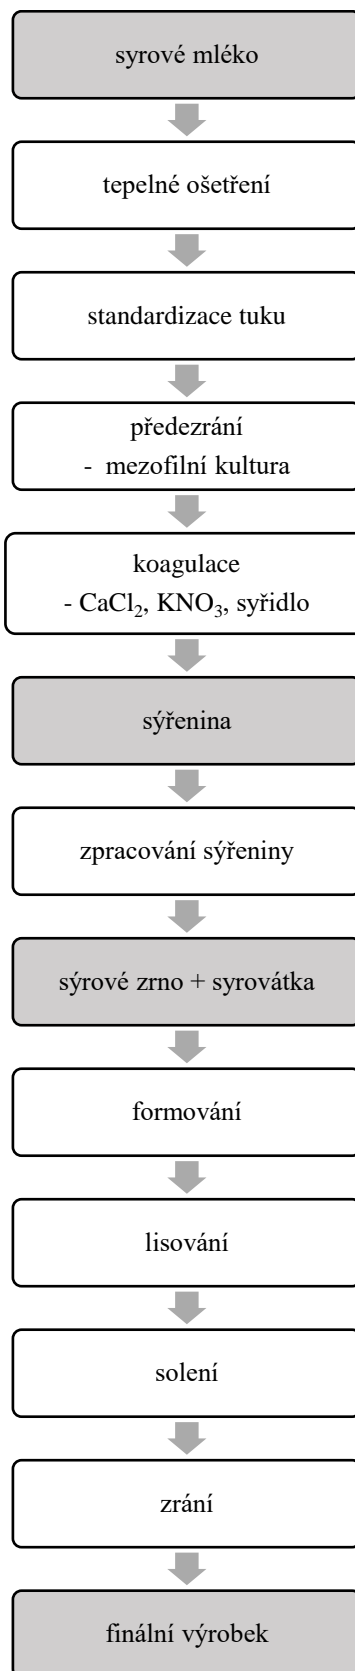 syrové mléko
tepelné ošetření
standardizace tuku
předezrání
- mezofilní kultura
koagulace
- CaCl₂, KNO₃, syřidlo
sýřenina
zpracování sýřeniny
sýrové zrno + syrovátka
formování
lisování
solení
zrání
finální výrobek